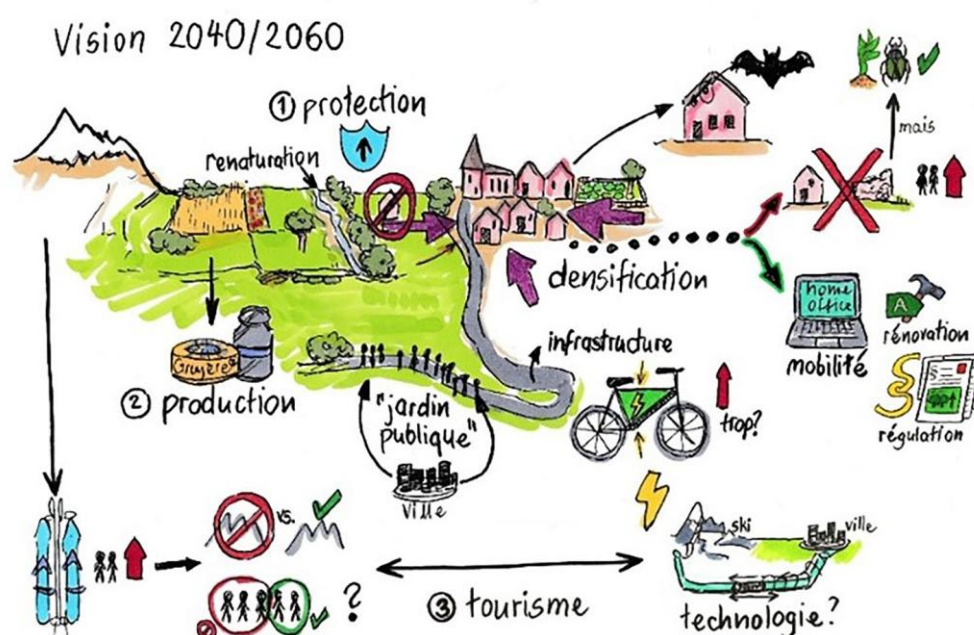 Vision 2040/2060
① protection
renaturation
mais
densification
home
office
mobilité
A
rénovation
§
§
régulation
infrastructure
trop?
gruyère
② production
"jardin
publique"
ville
vs.
?
③ tourisme
ski
ville
technologie?